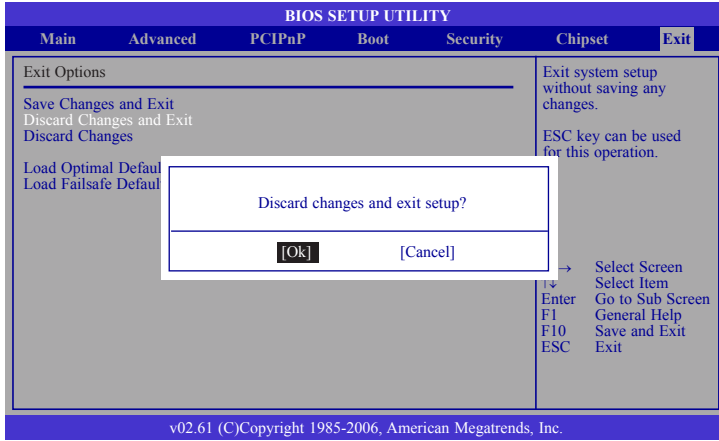 BIOS SETUP UTILITY
Main Advanced PCIPnP Boot Security Chipset Exit
Exit Options
Save Changes and Exit
Discard Changes and Exit
Discard Changes
Load Optimal Defaul
Load Failsafe Defaul
Discard changes and exit setup?
[Ok] [Cancel]
Exit system setup
without saving any
changes.
ESC key can be used
for this operation.
→ Select Screen
↑↓ Select Item
Enter Go to Sub Screen
F1 General Help
F10 Save and Exit
ESC Exit
v02.61 (C)Copyright 1985-2006, American Megatrends, Inc.